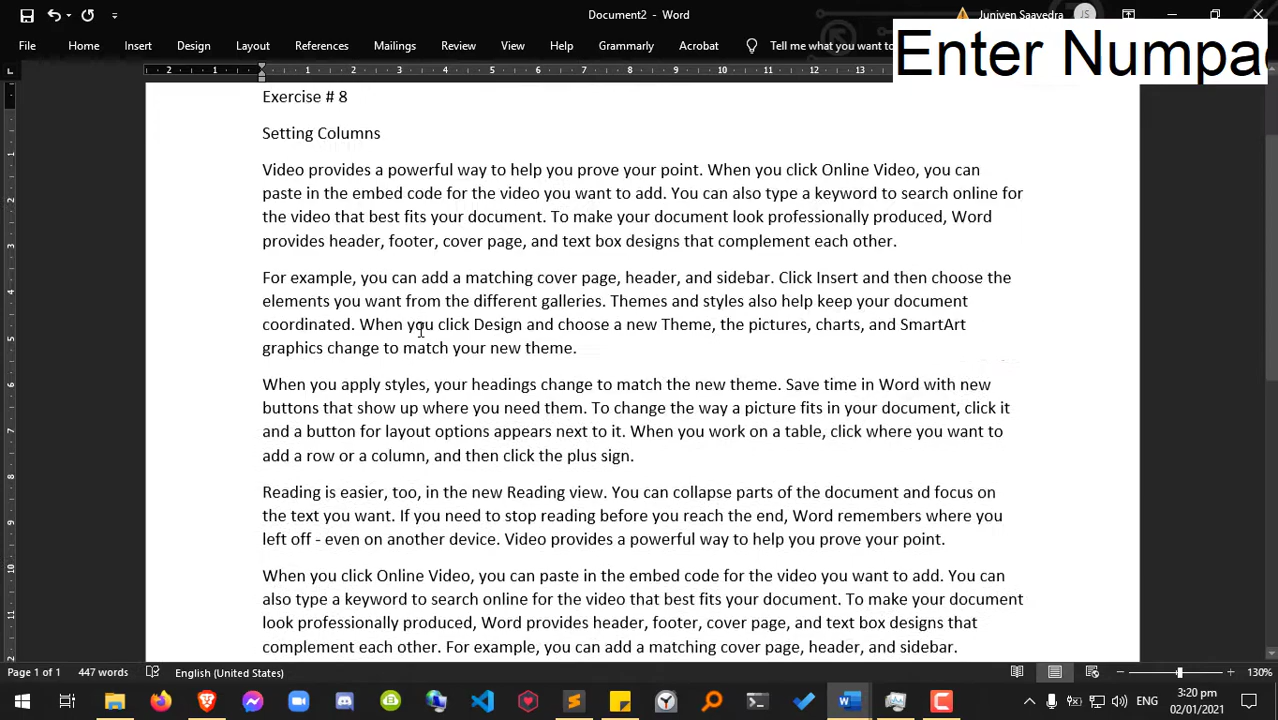 Document2 - Word
Juniven Saavedra
JS
File Home Insert Design Layout References Mailings Review View Help Grammarly Acrobat Tell me what you want
Enter Numpa
2 1 1 2 3 4 5 6 7 8 9 10 11 12 13
Exercise # 8
Setting Columns
Video provides a powerful way to help you prove your point. When you click Online Video, you can
paste in the embed code for the video you want to add. You can also type a keyword to search online for
the video that best fits your document. To make your document look professionally produced, Word
provides header, footer, cover page, and text box designs that complement each other.
For example, you can add a matching cover page, header, and sidebar. Click Insert and then choose the
elements you want from the different galleries. Themes and styles also help keep your document
coordinated. When you click Design and choose a new Theme, the pictures, charts, and SmartArt
graphics change to match your new theme.
When you apply styles, your headings change to match the new theme. Save time in Word with new
buttons that show up where you need them. To change the way a picture fits in your document, click it
and a button for layout options appears next to it. When you work on a table, click where you want to
add a row or a column, and then click the plus sign.
Reading is easier, too, in the new Reading view. You can collapse parts of the document and focus on
the text you want. If you need to stop reading before you reach the end, Word remembers where you
left off - even on another device. Video provides a powerful way to help you prove your point.
When you click Online Video, you can paste in the embed code for the video you want to add. You can
also type a keyword to search online for the video that best fits your document. To make your document
look professionally produced, Word provides header, footer, cover page, and text box designs that
complement each other. For example, you can add a matching cover page, header, and sidebar.
Page 1 of 1 447 words English (United States) 130%
ENG
3:20 pm
02/01/2021